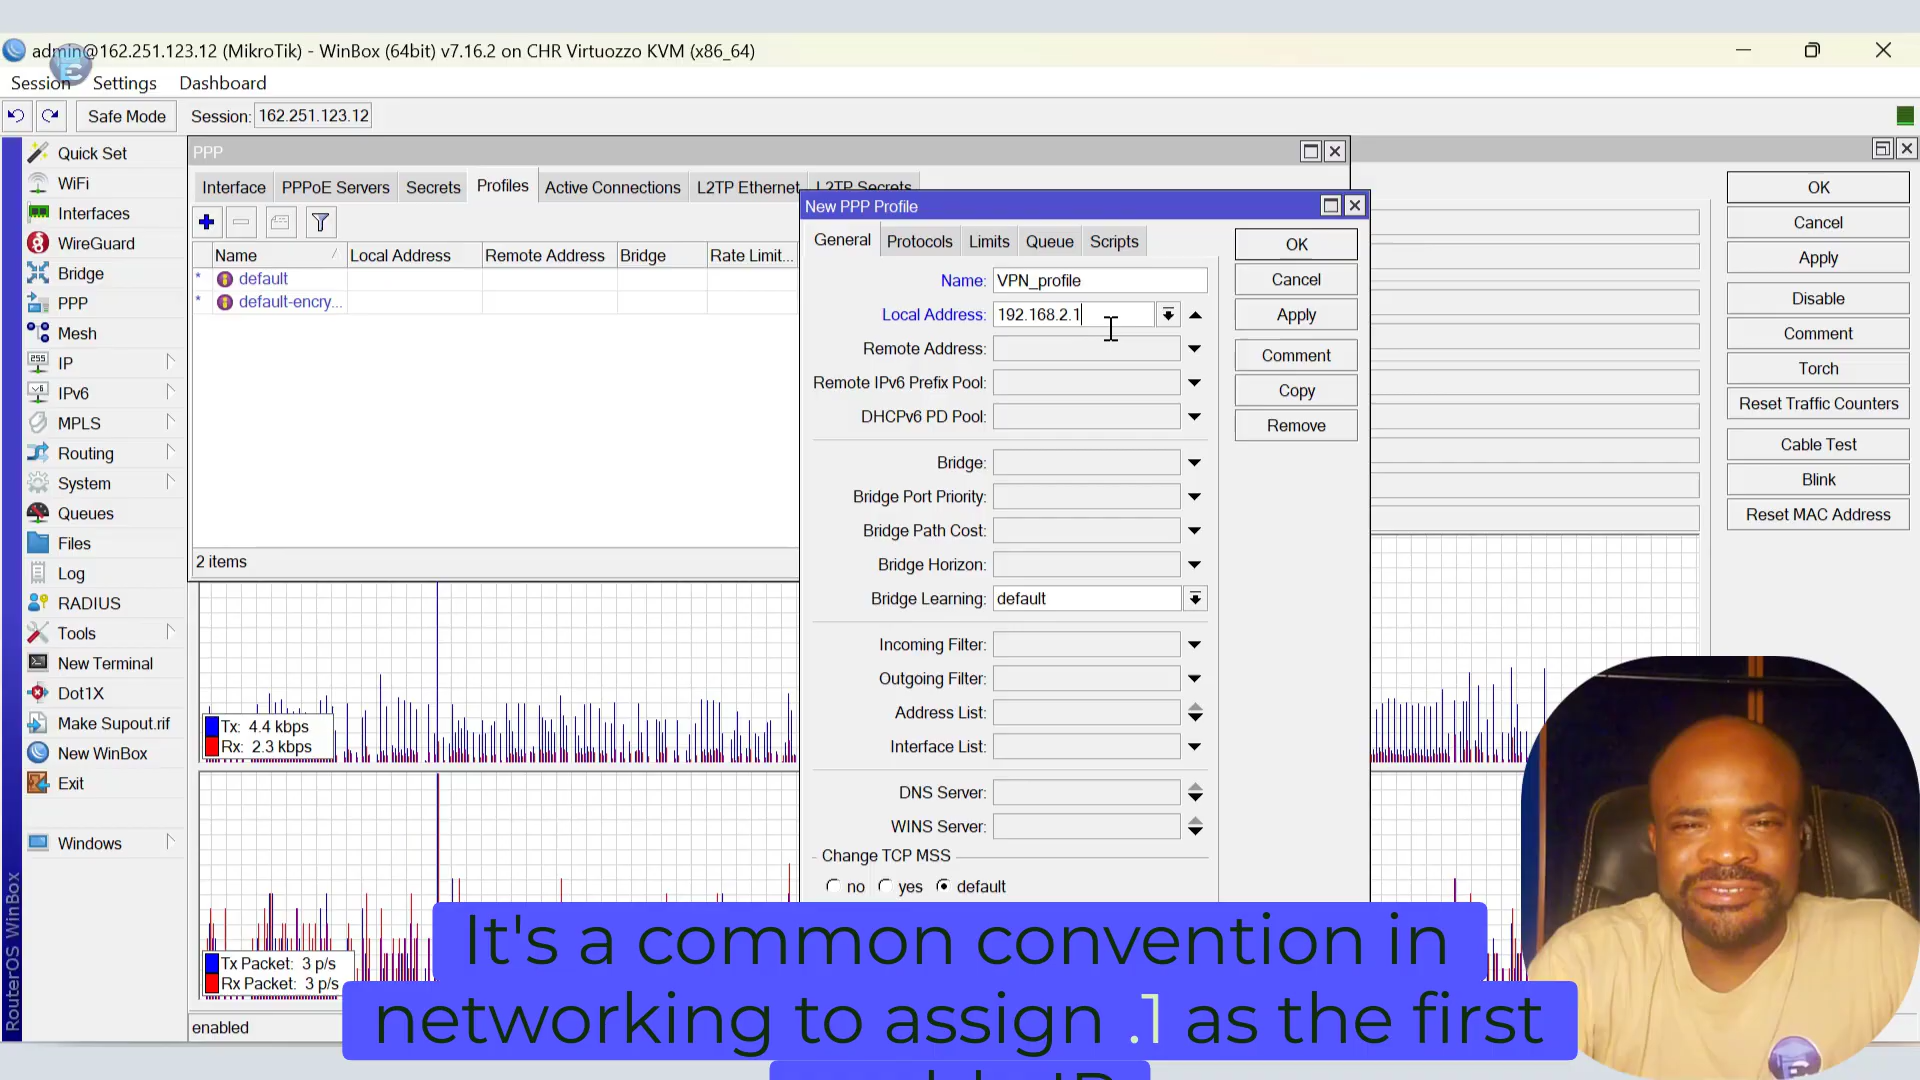 admin@162.251.123.12 (MikroTik) - WinBox (64bit) v7.16.2 on CHR Virtuozzo KVM (x86_64)
Session Settings Dashboard
Safe Mode Session: 162.251.123.12
Quick Set
WiFi
Interfaces
WireGuard
Bridge
PPP
Mesh
IP
IPv6
MPLS
Routing
System
Queues
Files
Log
RADIUS
Tools
New Terminal
Dot1X
Make Supout.rif
New WinBox
Exit
Windows
RouterOS WinBox
PPP
Interface PPPoE Servers Secrets Profiles Active Connections L2TP Ethernet L2TP Secrets
Name Local Address Remote Address Bridge Rate Limit...
* default
* default-encry...
2 items
Tx: 4.4 kbps
Rx: 2.3 kbps
Tx Packet: 3 p/s
Rx Packet: 3 p/s
enabled
New PPP Profile
General Protocols Limits Queue Scripts
Name: VPN_profile
Local Address: 192.168.2.1
Remote Address:
Remote IPv6 Prefix Pool:
DHCPv6 PD Pool:
Bridge:
Bridge Port Priority:
Bridge Path Cost:
Bridge Horizon:
Bridge Learning: default
Incoming Filter:
Outgoing Filter:
Address List:
Interface List:
DNS Server:
WINS Server:
Change TCP MSS
no yes default
OK
Cancel
Apply
Comment
Copy
Remove
OK
Cancel
Apply
Disable
Comment
Torch
Reset Traffic Counters
Cable Test
Blink
Reset MAC Address
It's a common convention in
networking to assign .1 as the first